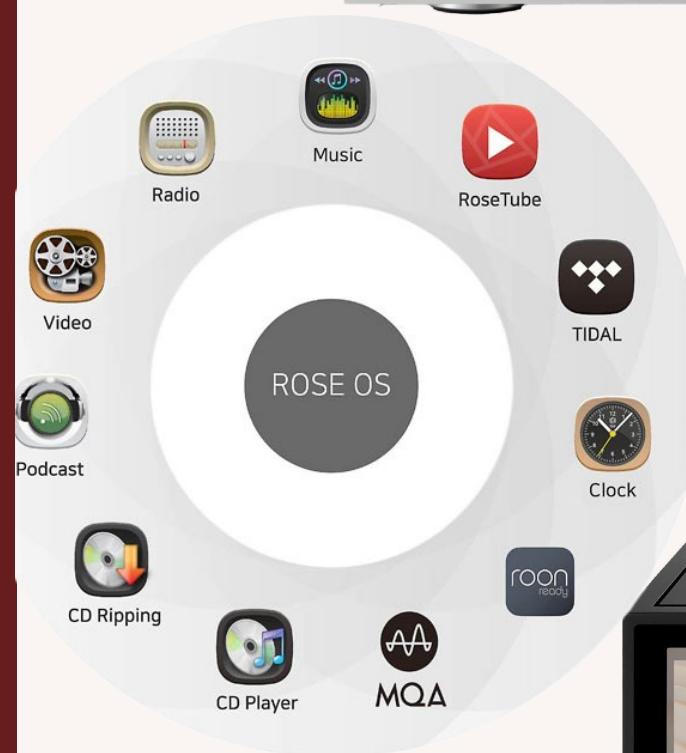 Music
Radio
RoseTube
Video
TIDAL
ROSE OS
Podcast
Clock
CD Ripping
roon
ready
CD Player
MQA